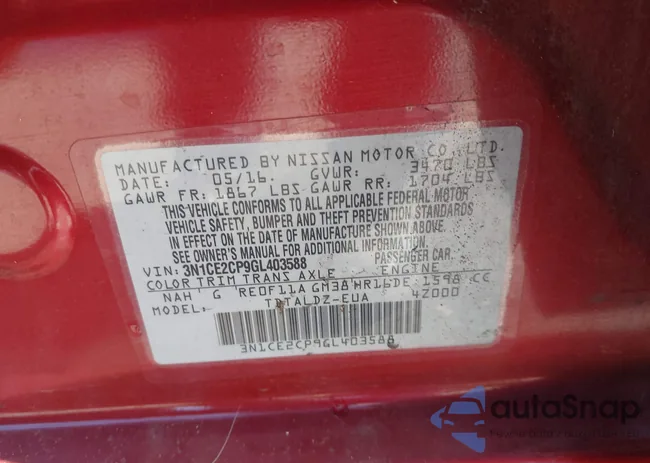 MANUFACTURED BY NISSAN MOTOR CO., LTD.
DATE: 05/16 GVWR: 3470 LBS
GAWR FR: 1867 LBS GAWR RR: 1704 LBS
THIS VEHICLE CONFORMS TO ALL APPLICABLE FEDERAL MOTOR
VEHICLE SAFETY, BUMPER AND THEFT PREVENTION STANDARDS
IN EFFECT ON THE DATE OF MANUFACTURE SHOWN ABOVE.
SEE OWNER'S MANUAL FOR ADDITIONAL INFORMATION.
VIN: 3N1CE2CP9GL403588 PASSENGER CAR.
COLOR TRIM TRANS AXLE ENGINE
NAH G RE0F11A GM38 HR16DE 1598 CC
MODEL: TDTALDZ-EUA 4Z000
3N1CE2CP9GL403588
autoSnap